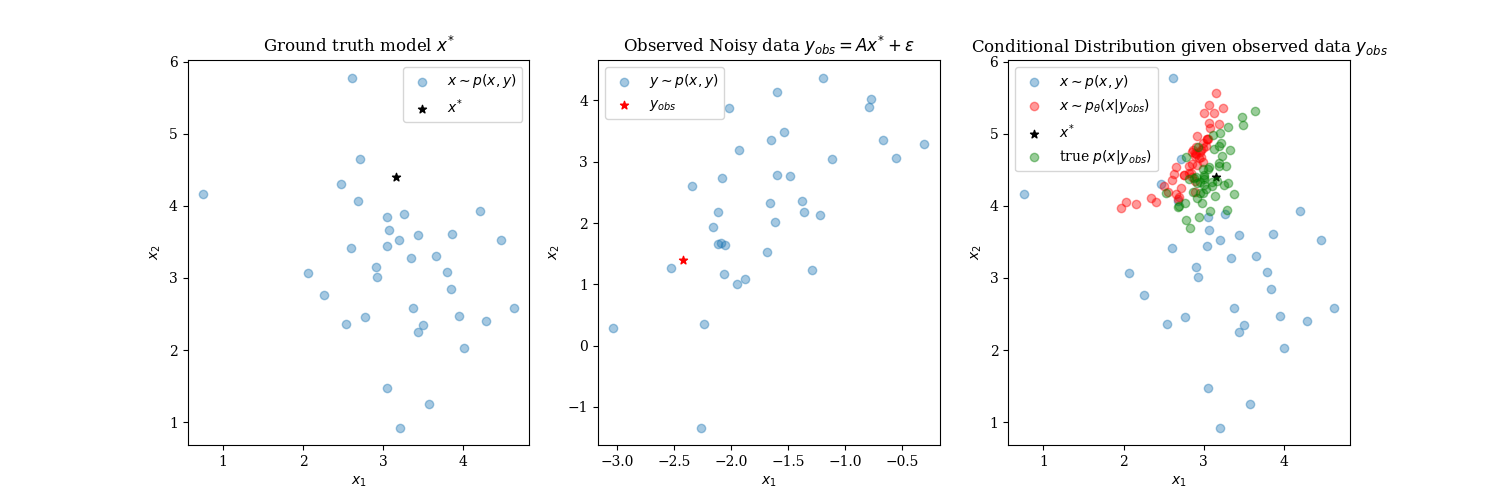 Ground truth model x*
x ~ p(x, y)
x*
6
5
4
3
2
1
x₂
1
2
3
4
x₁
Observed Noisy data y_obs = Ax* + ε
y ~ p(x, y)
y_obs
4
3
2
1
0
−1
x₂
−3.0
−2.5
−2.0
−1.5
−1.0
−0.5
x₁
Conditional Distribution given observed data y_obs
x ~ p(x, y)
x ~ p_θ(x|y_obs)
x*
true p(x|y_obs)
6
5
4
3
2
1
x₂
1
2
3
4
x₁